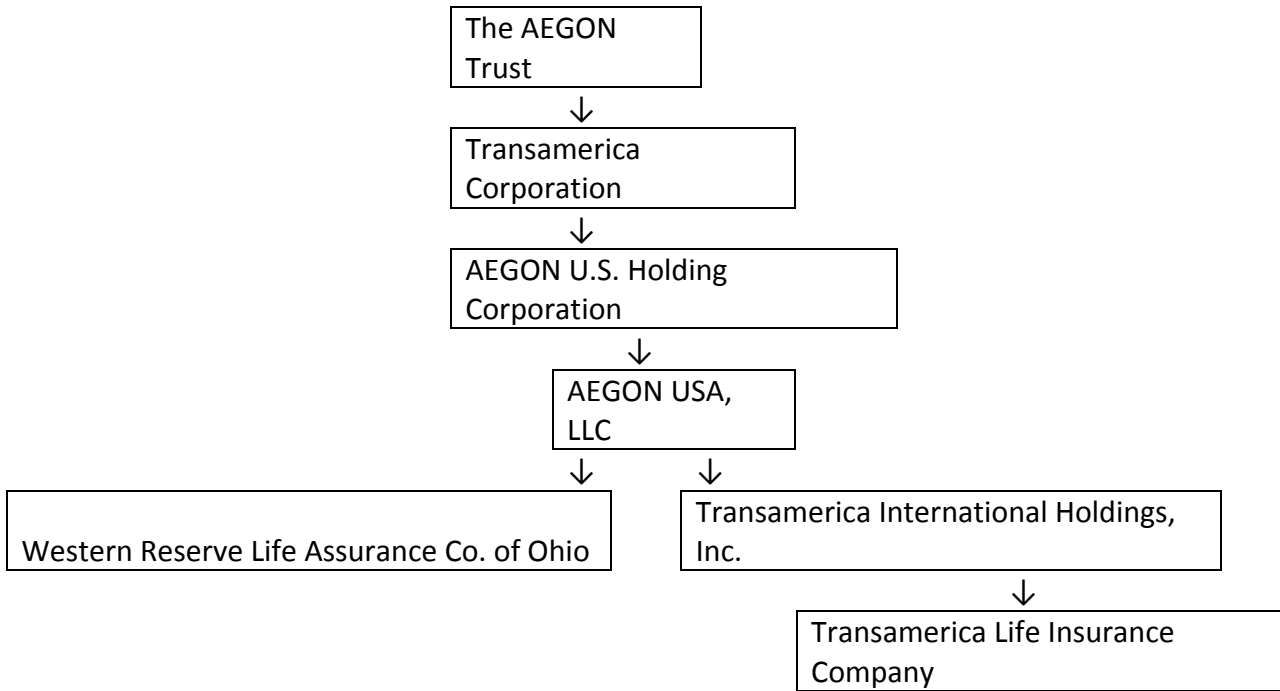 The AEGON
Trust
↓
Transamerica
Corporation
↓
AEGON U.S. Holding
Corporation
↓
AEGON USA,
LLC
↓ ↓
Western Reserve Life Assurance Co. of Ohio
Transamerica International Holdings,
Inc.
↓
Transamerica Life Insurance
Company